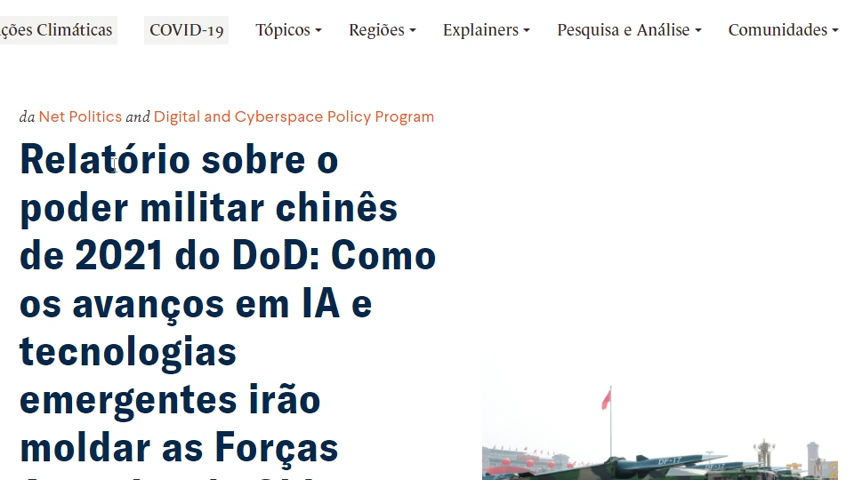 ções Climáticas COVID-19 Tópicos Regiões Explainers Pesquisa e Análise Comunidades
da Net Politics and Digital and Cyberspace Policy Program
Relatório sobre o
poder militar chinês
de 2021 do DoD: Como
os avanços em IA e
tecnologias
emergentes irão
moldar as Forças
DF-17